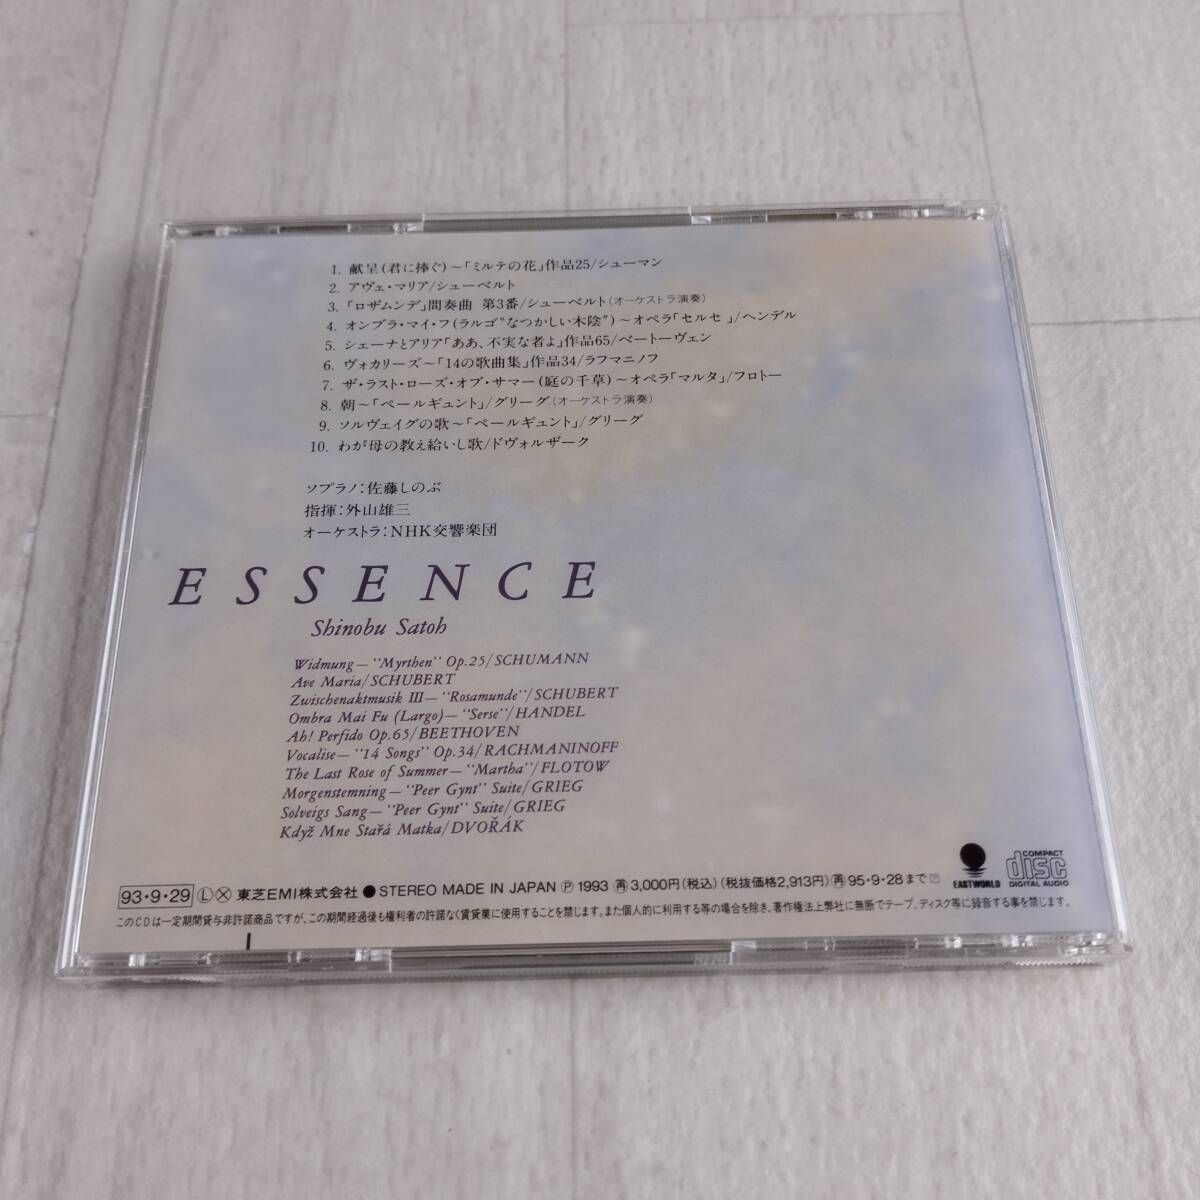 1. 献呈(君に捧ぐ)～「ミルテの花」作品25/シューマン
2. アヴェ・マリア/シューベルト
3. 「ロザムンデ」間奏曲 第3番/シューベルト(オーケストラ演奏)
4. オンブラ・マイ・フ(ラルゴ"なつかしい木陰")～オペラ「セルセ」/ヘンデル
5. シェーナとアリア「ああ、不実な者よ」作品65/ベートーヴェン
6. ヴォカリーズ～「14の歌曲集」作品34/ラフマニノフ
7. ザ・ラスト・ローズ・オブ・サマー(庭の千草)～オペラ「マルタ」/フロトー
8. 朝～「ペールギュント」/グリーグ(オーケストラ演奏)
9. ソルヴェイグの歌～「ペールギュント」/グリーグ
10. わが母の教え給いし歌/ドヴォルザーク
ソプラノ:佐藤しのぶ
指揮:外山雄三
オーケストラ:NHK交響楽団
ESSENCE
Shinobu Satoh
Widmung—"Myrthen" Op.25/SCHUMANN
Ave Maria/SCHUBERT
Zwischenaktmusik III—"Rosamunde"/SCHUBERT
Ombra Mai Fu (Largo)—"Serse"/HANDEL
Ah! Perfido Op.65/BEETHOVEN
Vocalise—"14 Songs" Op.34/RACHMANINOFF
The Last Rose of Summer—"Martha"/FLOTOW
Morgenstemning—"Peer Gynt" Suite/GRIEG
Solveigs Sang—"Peer Gynt" Suite/GRIEG
Když Mne Stařá Matka/DVOŘÁK
EASTWORLD
COMPACT
disc
DIGITAL AUDIO
93・9・29 Ⓛ Ⓧ 東芝EMI株式会社 ● STEREO MADE IN JAPAN Ⓟ 1993 ㊢ 3,000円(税込)(税抜価格2,913円) ㊢ 95・9・28まで
このCDは一定期間貸与非許諾商品ですが、この期間経過後も権利者の許諾なく賃貸業に使用することを禁じます。また個人的に利用する等の場合を除き、著作権法上弊社に無断でテープ、ディスク等に録音する事を禁じます。